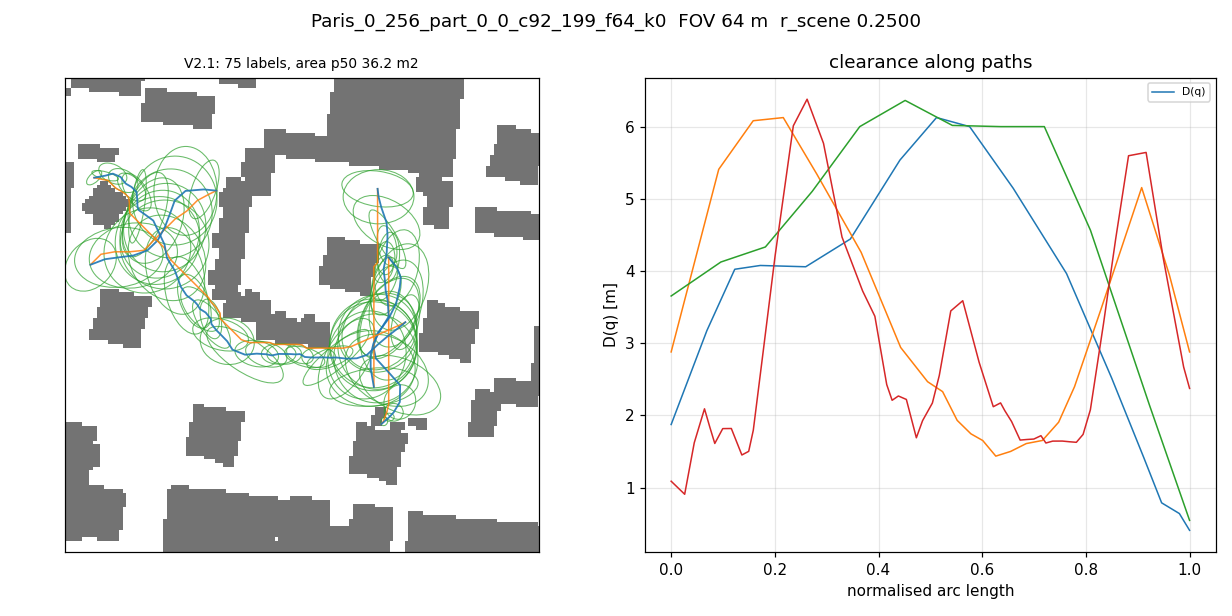 Paris_0_256_part_0_0_c92_199_f64_k0  FOV 64 m  r_scene 0.2500
V2.1: 75 labels, area p50 36.2 m2
clearance along paths
D(q)
D(q) [m]
6
5
4
3
2
1
0.0 0.2 0.4 0.6 0.8 1.0
normalised arc length